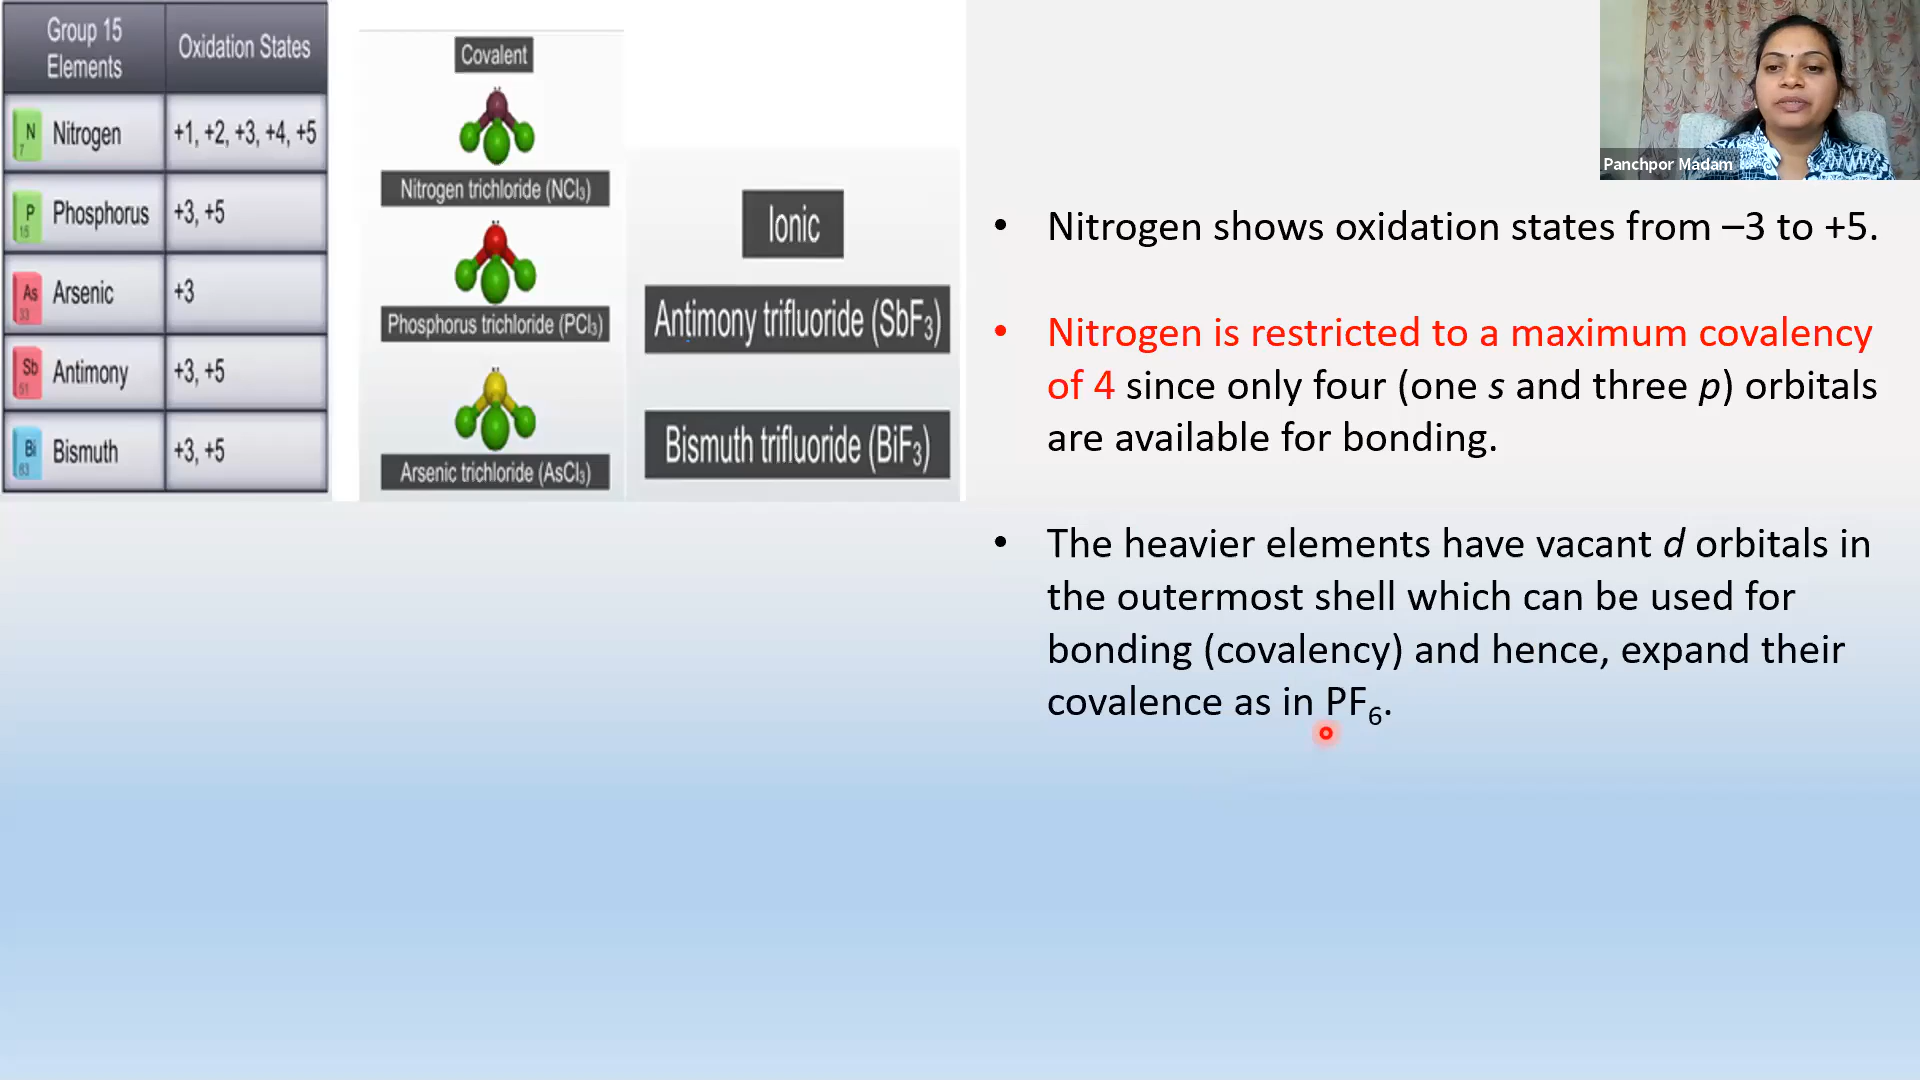 Group 15 Elements
Oxidation States
N 7 Nitrogen +1, +2, +3, +4, +5
P 15 Phosphorus +3, +5
As 33 Arsenic +3
Sb 51 Antimony +3, +5
Bi 83 Bismuth +3, +5
Covalent
Nitrogen trichloride (NCl₃)
Phosphorus trichloride (PCl₃)
Arsenic trichloride (AsCl₃)
Ionic
Antimony trifluoride (SbF₃)
Bismuth trifluoride (BiF₃)
Panchpor Madam
• Nitrogen shows oxidation states from –3 to +5.
• Nitrogen is restricted to a maximum covalency
of 4 since only four (one s and three p) orbitals
are available for bonding.
• The heavier elements have vacant d orbitals in
the outermost shell which can be used for
bonding (covalency) and hence, expand their
covalence as in PF₆.